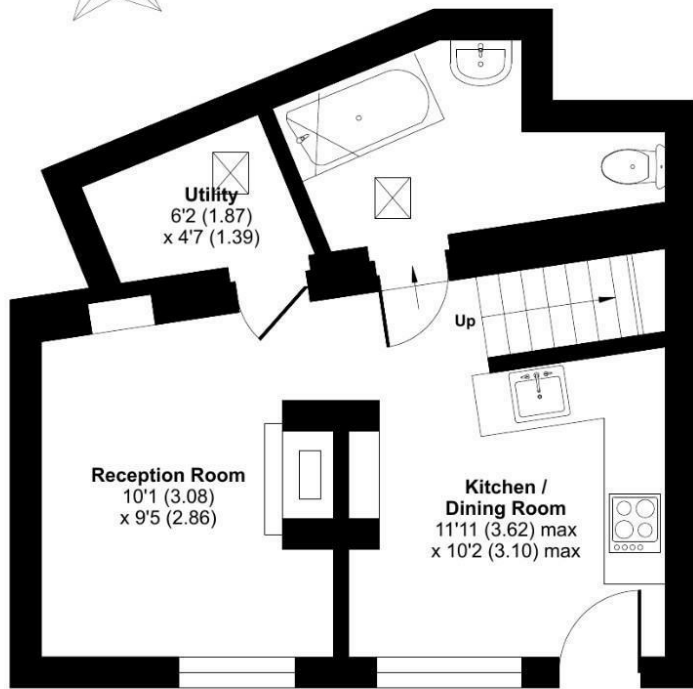 Utility
6'2 (1.87)
x 4'7 (1.39)
Up
Reception Room
10'1 (3.08)
x 9'5 (2.86)
Kitchen /
Dining Room
11'11 (3.62) max
x 10'2 (3.10) max